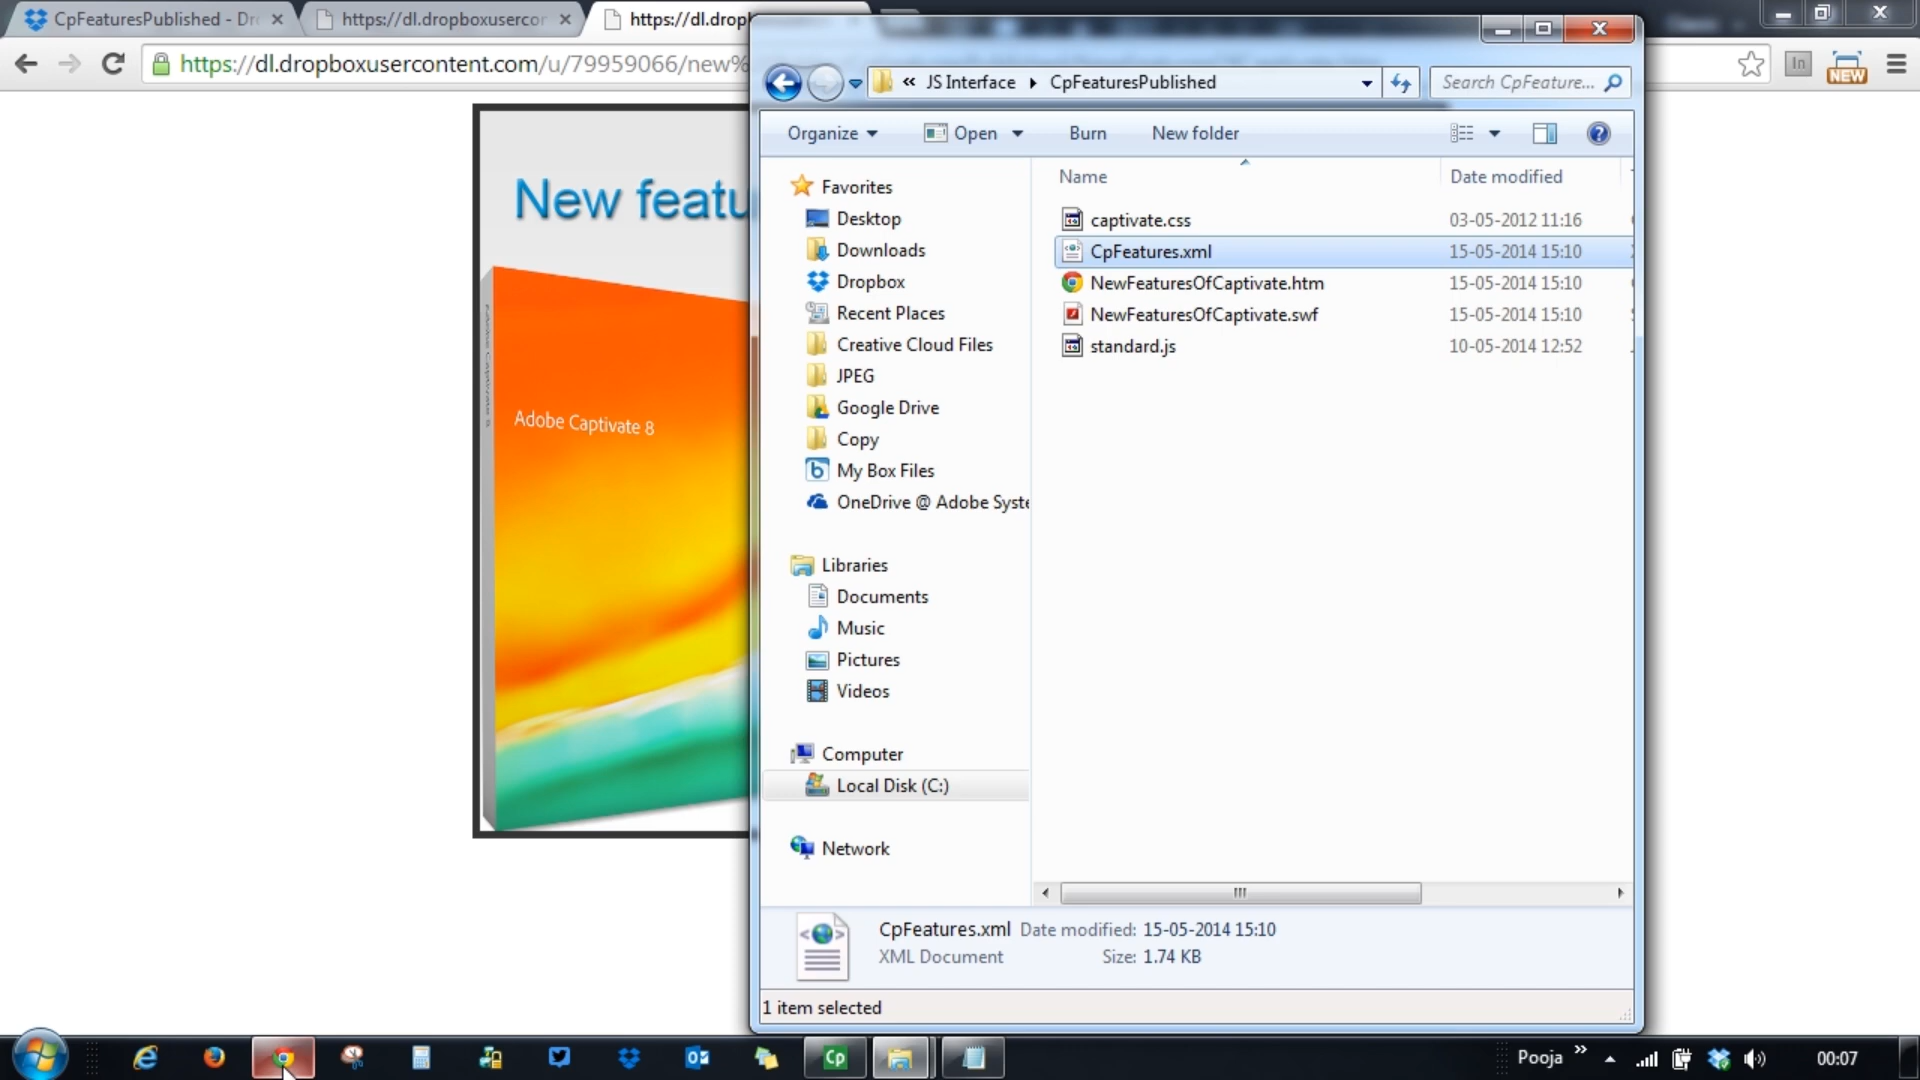 CpFeaturesPublished - Dr
https://dl.dropboxusercor
https://dl.drop
https://dl.dropboxusercontent.com/u/79959066/new%
In
NEW
« JS Interface CpFeaturesPublished
Search CpFeature...
Organize
Open
Burn
New folder
Name
Date modified
captivate.css 03-05-2012 11:16
CpFeatures.xml 15-05-2014 15:10
NewFeaturesOfCaptivate.htm 15-05-2014 15:10
NewFeaturesOfCaptivate.swf 15-05-2014 15:10
standard.js 10-05-2014 12:52
Favorites
Desktop
Downloads
Dropbox
Recent Places
Creative Cloud Files
JPEG
Google Drive
Copy
My Box Files
OneDrive @ Adobe Syste
Libraries
Documents
Music
Pictures
Videos
Computer
Local Disk (C:)
Network
New featu
Adobe Captivate 8
CpFeatures.xml Date modified: 15-05-2014 15:10
XML Document Size: 1.74 KB
1 item selected
Cp
Pooja
00:07